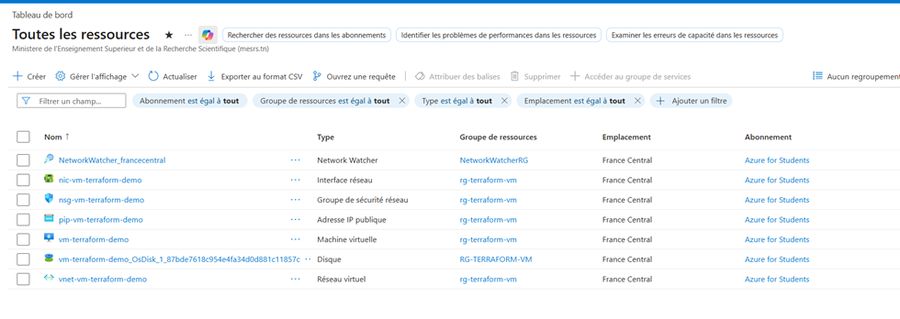 Tableau de bord
Toutes les ressources ★ ...
Rechercher des ressources dans les abonnements
Identifier les problèmes de performances dans les ressources
Examiner les erreurs de capacité dans les ressources
Ministere de l'Enseignement Superieur et de la Recherche Scientifique (mesrs.tn)
+ Créer Gérer l'affichage Actualiser Exporter au format CSV Ouvrez une requête Attribuer des balises Supprimer + Accéder au groupe de services Aucun regroupement
Filtrer un champ... Abonnement est égal à tout Groupe de ressources est égal à tout × Type est égal à tout × Emplacement est égal à tout × + Ajouter un filtre
Nom ↑ Type Groupe de ressources Emplacement Abonnement
NetworkWatcher_francecentral ... Network Watcher NetworkWatcherRG France Central Azure for Students
nic-vm-terraform-demo ... Interface réseau rg-terraform-vm France Central Azure for Students
nsg-vm-terraform-demo ... Groupe de sécurité réseau rg-terraform-vm France Central Azure for Students
pip-vm-terraform-demo ... Adresse IP publique rg-terraform-vm France Central Azure for Students
vm-terraform-demo ... Machine virtuelle rg-terraform-vm France Central Azure for Students
vm-terraform-demo_OsDisk_1_87bde7618c954e4fa34d0d881c11857c ... Disque RG-TERRAFORM-VM France Central Azure for Students
vnet-vm-terraform-demo ... Réseau virtuel rg-terraform-vm France Central Azure for Students